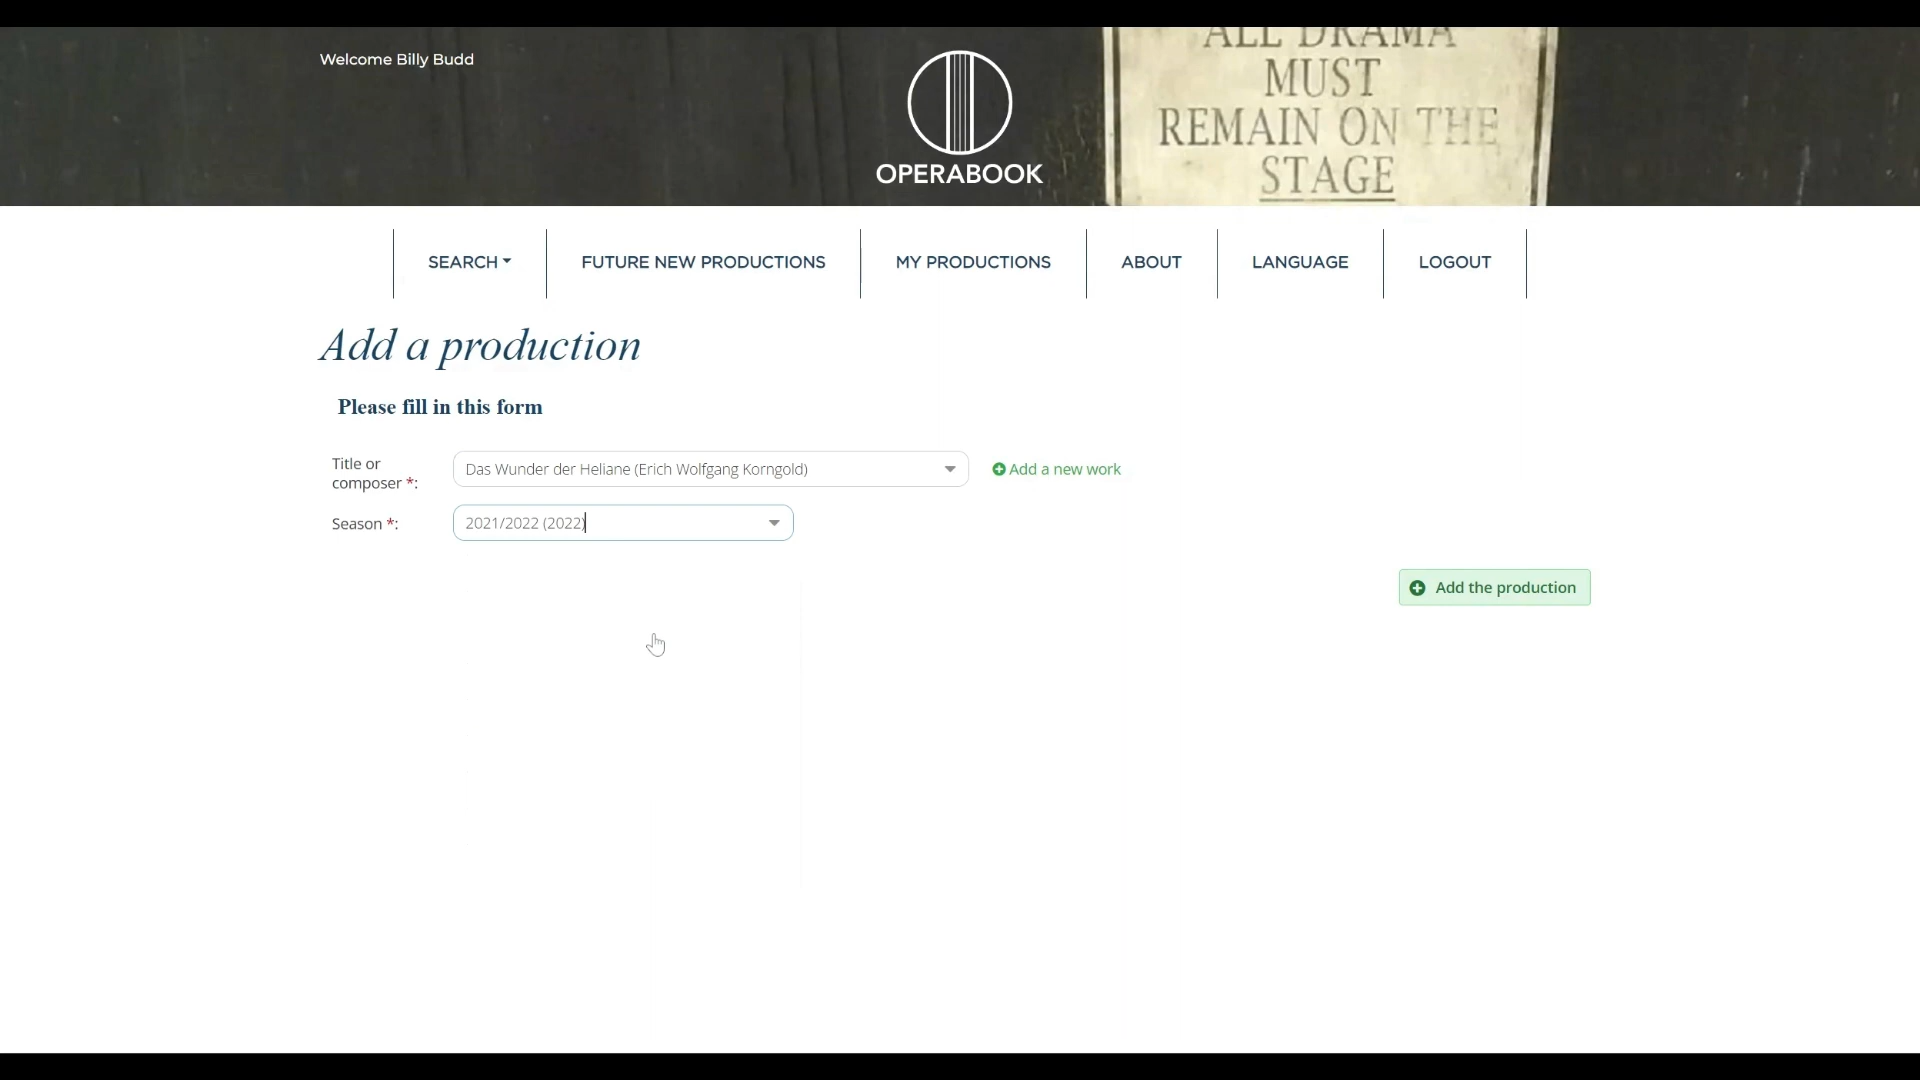 Welcome Billy Budd
ALL DRAMA
MUST
REMAIN ON THE
STAGE
OPERABOOK
SEARCH
FUTURE NEW PRODUCTIONS
MY PRODUCTIONS
ABOUT
LANGUAGE
LOGOUT
Add a production
Please fill in this form
Title or
composer *:
Das Wunder der Heliane (Erich Wolfgang Korngold)
Add a new work
Season *:
2021/2022 (2022)
Add the production